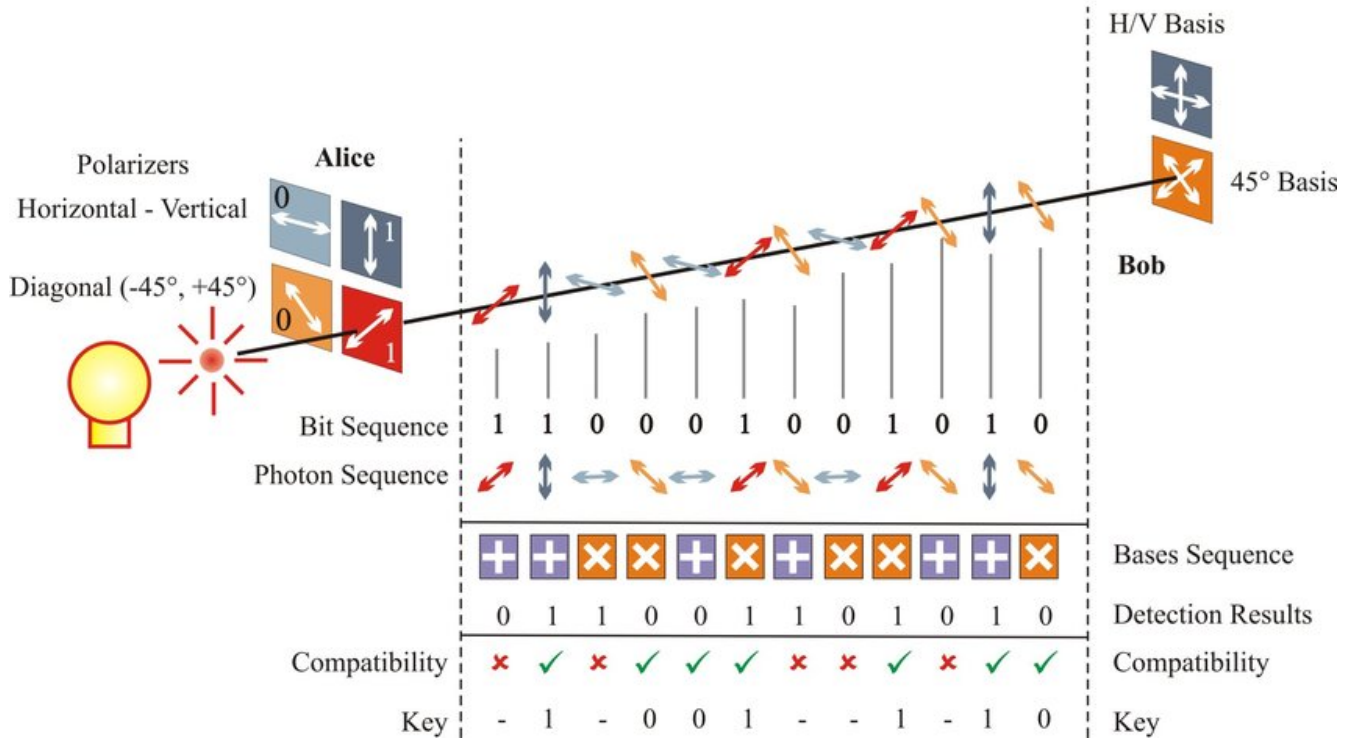 H/V Basis
Alice
Polarizers
Horizontal - Vertical
0
1
45° Basis
Bob
Diagonal (-45°, +45°)
0
1
Bit Sequence 1 1 0 0 0 1 0 0 1 0 1 0
Photon Sequence
Bases Sequence
0 1 1 0 0 1 1 0 1 0 1 0 Detection Results
Compatibility Compatibility
Key - 1 - 0 0 1 - - 1 - 1 0 Key